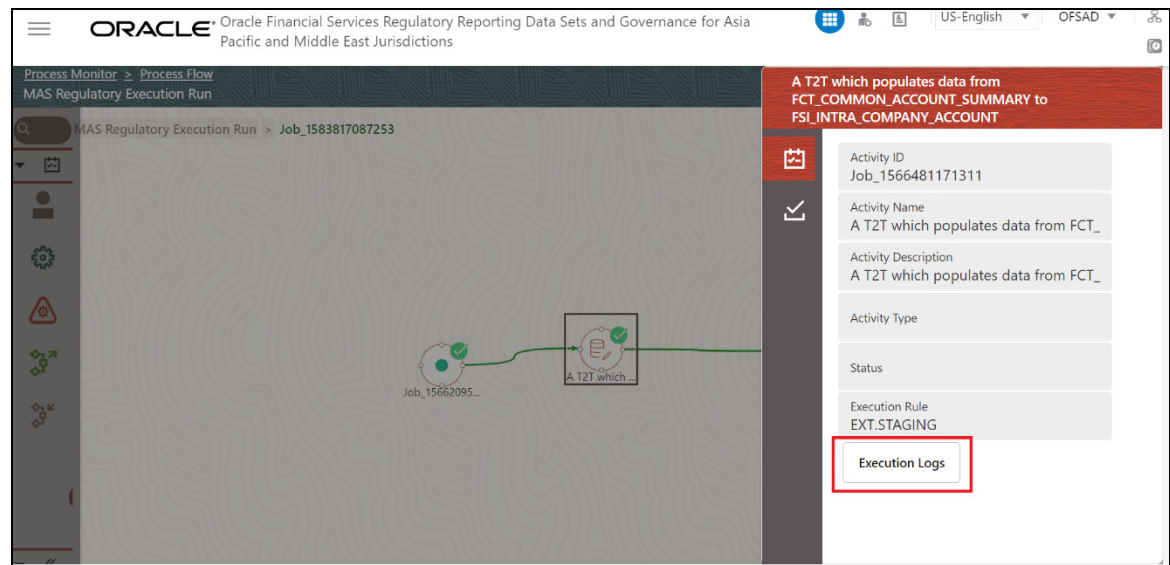 ORACLE® Oracle Financial Services Regulatory Reporting Data Sets and Governance for Asia
Pacific and Middle East Jurisdictions
US-English
OFSAD
Process Monitor > Process Flow
MAS Regulatory Execution Run
MAS Regulatory Execution Run > Job_1583817087253
Job_15662095...
A T2T which ...
A T2T which populates data from
FCT_COMMON_ACCOUNT_SUMMARY to
FSI_INTRA_COMPANY_ACCOUNT
Activity ID
Job_1566481171311
Activity Name
A T2T which populates data from FCT_
Activity Description
A T2T which populates data from FCT_
Activity Type
Status
Execution Rule
EXT.STAGING
Execution Logs